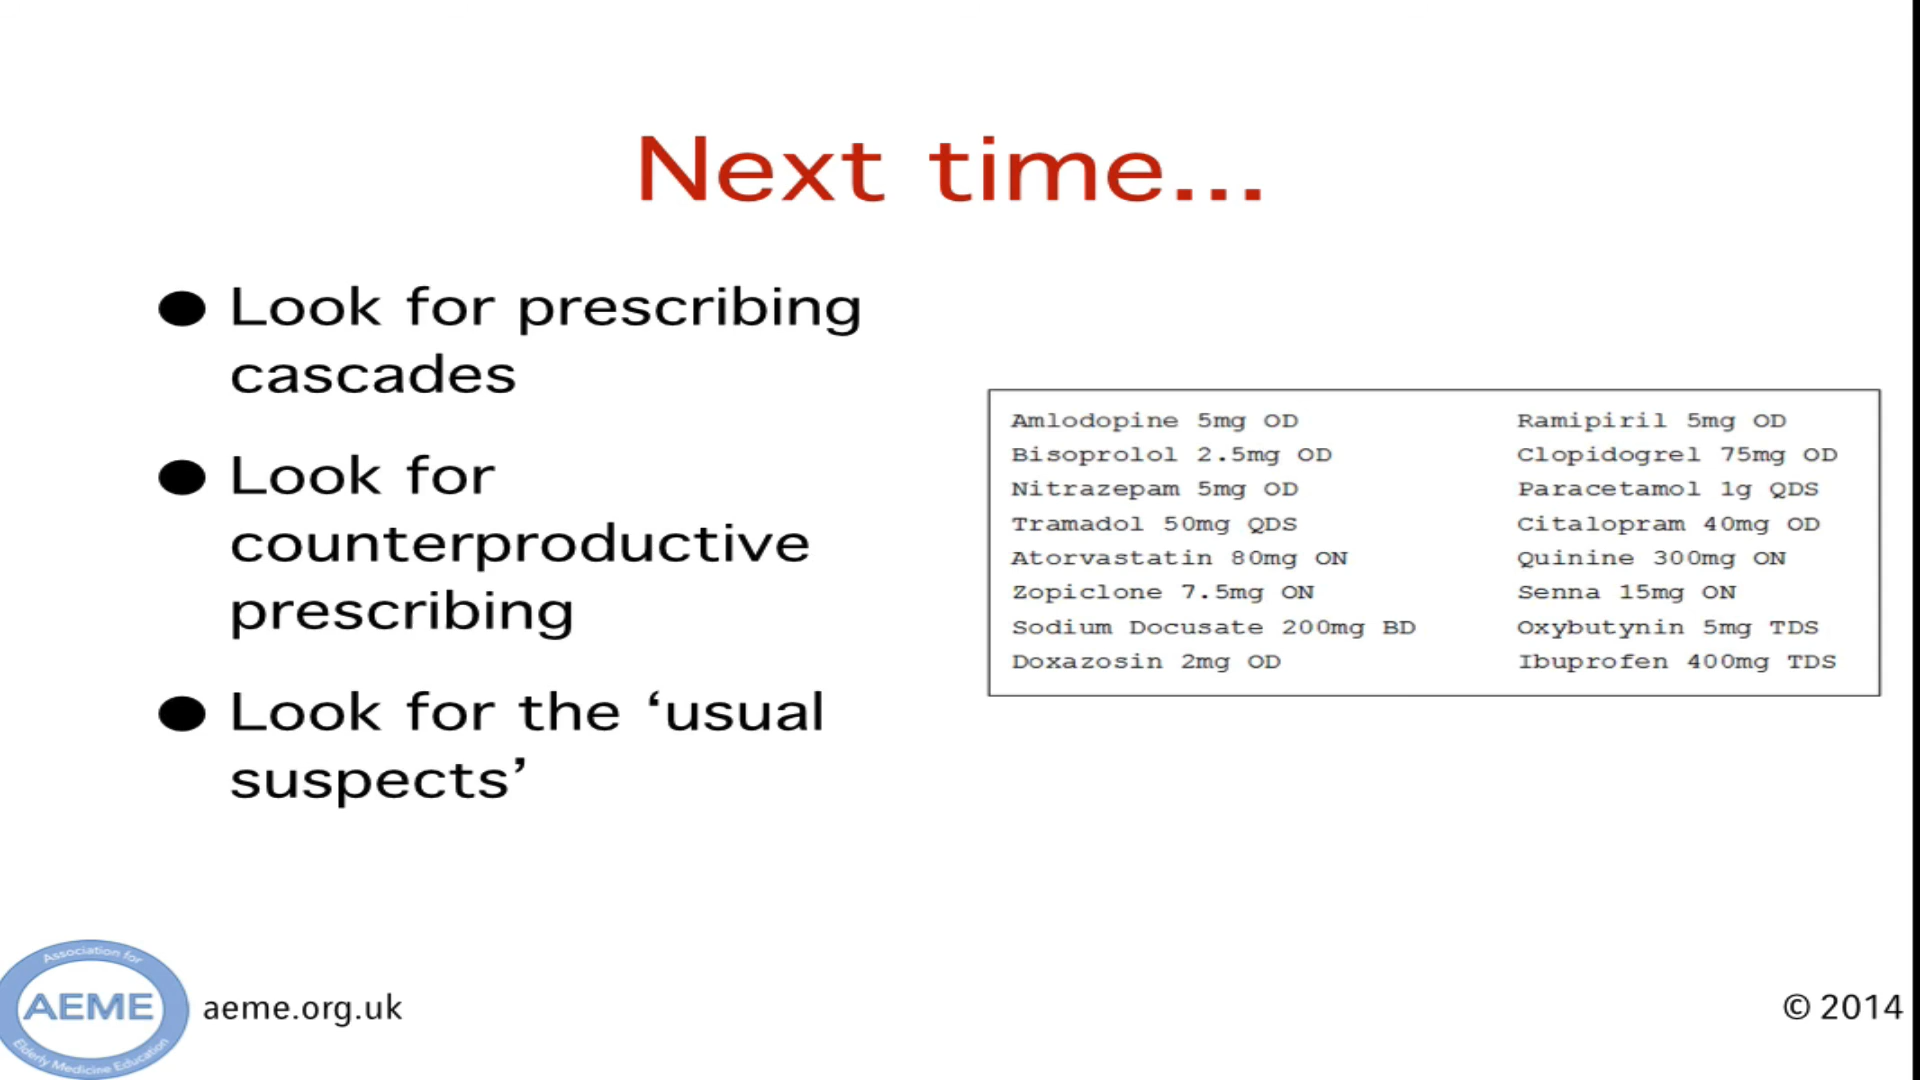 Next time...
● Look for prescribing
cascades
● Look for
counterproductive
prescribing
● Look for the ‘usual
suspects’
Amlodopine 5mg OD
Bisoprolol 2.5mg OD
Nitrazepam 5mg OD
Tramadol 50mg QDS
Atorvastatin 80mg ON
Zopiclone 7.5mg ON
Sodium Docusate 200mg BD
Doxazosin 2mg OD
Ramipiril 5mg OD
Clopidogrel 75mg OD
Paracetamol 1g QDS
Citalopram 40mg OD
Quinine 300mg ON
Senna 15mg ON
Oxybutynin 5mg TDS
Ibuprofen 400mg TDS
Association for
AEME
Elderly Medicine Education
aeme.org.uk
© 2014